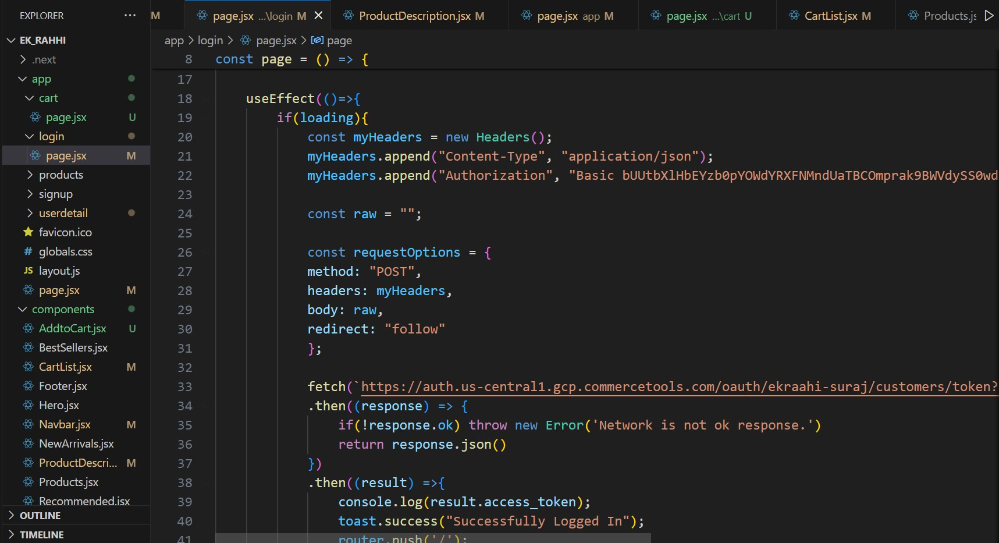 EXPLORER ...
EK_RAHHI
.next
app
cart
page.jsx U
login
page.jsx M
products
signup
userdetail
favicon.ico
# globals.css
JS layout.js
page.jsx M
components
AddtoCart.jsx U
BestSellers.jsx
CartList.jsx M
Footer.jsx
Hero.jsx
Navbar.jsx M
NewArrivals.jsx
ProductDescri... M
Products.jsx
Recommended.jsx
OUTLINE
TIMELINE
M page.jsx ...\login M × ProductDescription.jsx M page.jsx app M page.jsx ...\cart U CartList.jsx M Products.js
app > login > page.jsx > page
8 const page = () => {
17
18 useEffect(()=>{
19 if(loading){
20 const myHeaders = new Headers();
21 myHeaders.append("Content-Type", "application/json");
22 myHeaders.append("Authorization", "Basic bUUtbXlHbEYzb0pYOWdYRXFNMndUaTBCOmprak9BWVdySS0wd
23
24 const raw = "";
25
26 const requestOptions = {
27 method: "POST",
28 headers: myHeaders,
29 body: raw,
30 redirect: "follow"
31 };
32
33 fetch(`https://auth.us-central1.gcp.commercetools.com/oauth/ekraahi-suraj/customers/token?
34 .then((response) => {
35 if(!response.ok) throw new Error('Network is not ok response.')
36 return response.json()
37 })
38 .then((result) =>{
39 console.log(result.access_token);
40 toast.success("Successfully Logged In");
41 router.push('/');